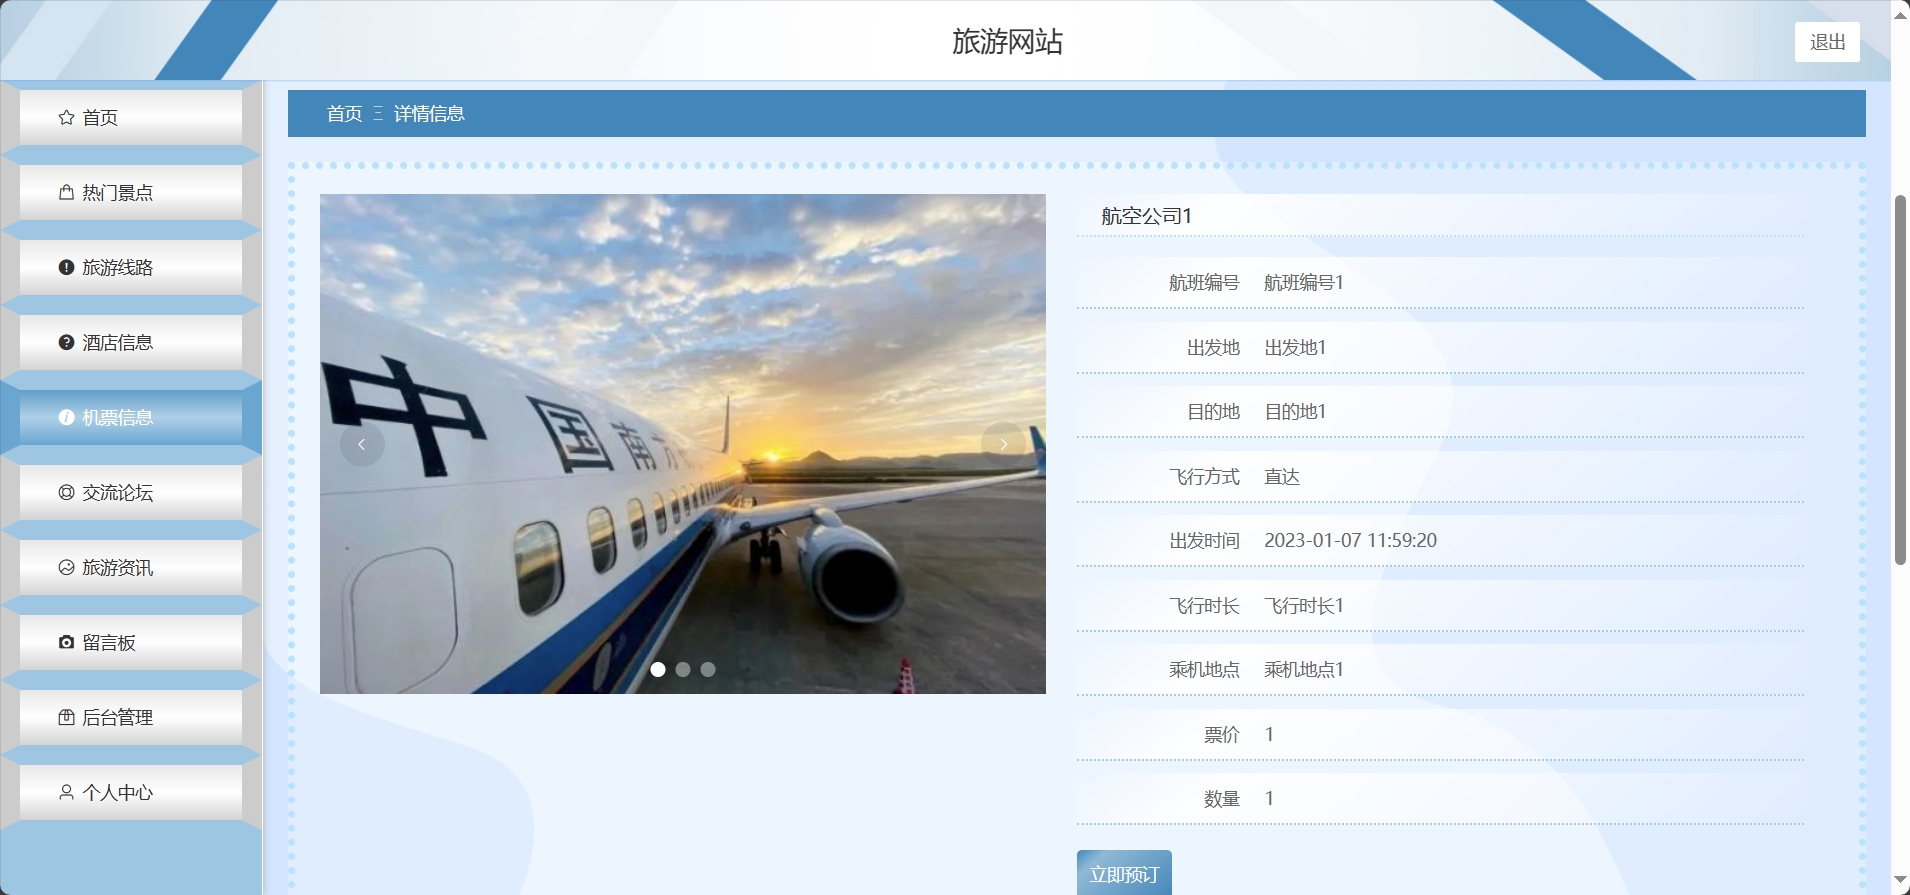 旅游网站
退出
首页
热门景点
旅游线路
酒店信息
机票信息
交流论坛
旅游资讯
留言板
后台管理
个人中心
首页 三 详情信息
中国南方
航空公司1
航班编号 航班编号1
出发地 出发地1
目的地 目的地1
飞行方式 直达
出发时间 2023-01-07 11:59:20
飞行时长 飞行时长1
乘机地点 乘机地点1
票价 1
数量 1
立即预订